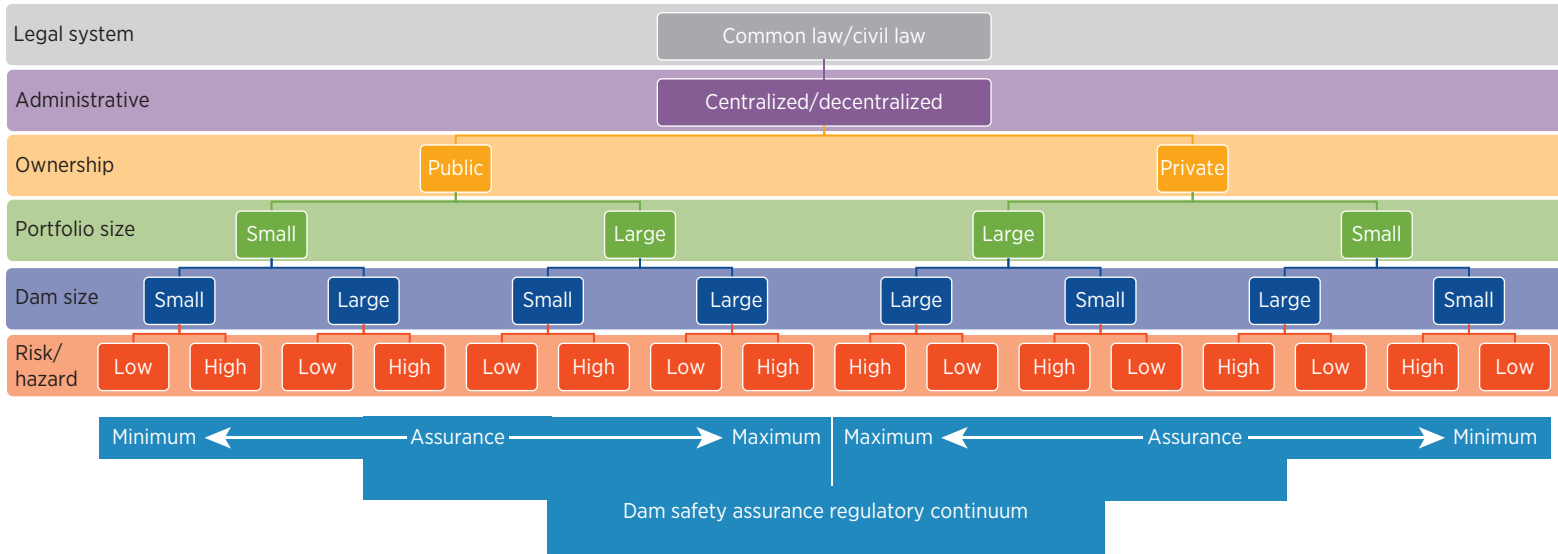 Legal system
Common law/civil law
Administrative
Centralized/decentralized
Ownership
Public
Private
Portfolio size
Small
Large
Large
Small
Dam size
Small
Large
Small
Large
Large
Small
Large
Small
Risk/
hazard
Low
High
Low
High
Low
High
Low
High
High
Low
High
Low
High
Low
High
Low
Minimum
Assurance
Maximum
Maximum
Assurance
Minimum
Dam safety assurance regulatory continuum